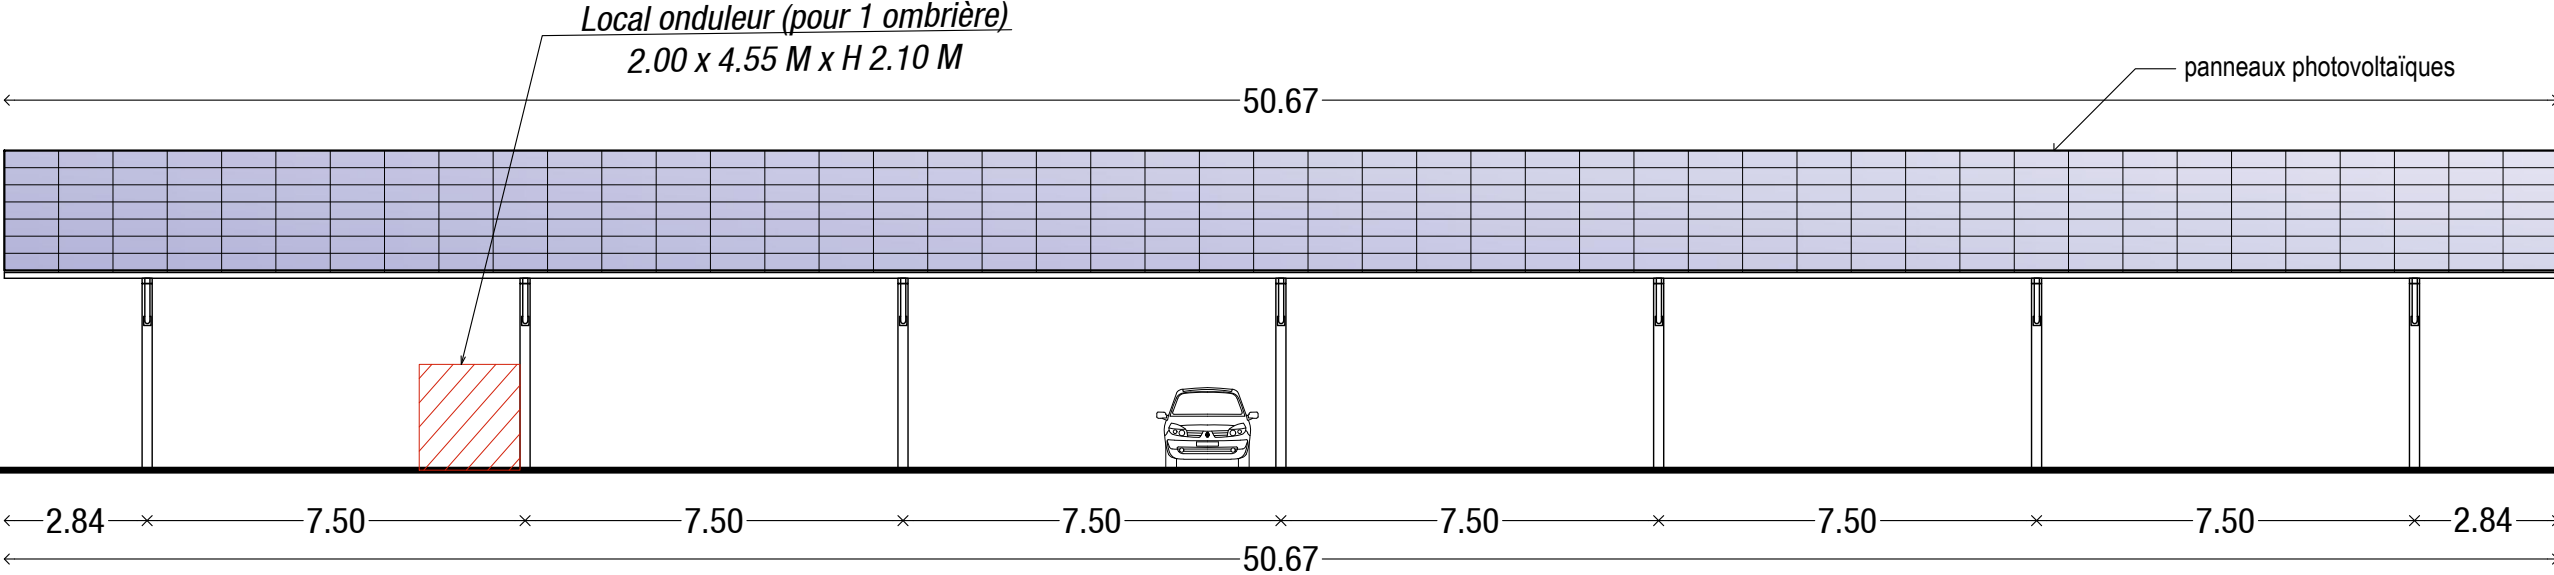 Local onduleur (pour 1 ombrière)
2.00 x 4.55 M x H 2.10 M
panneaux photovoltaïques
50.67
2.84 7.50 7.50 7.50 7.50 7.50 7.50 2.84
50.67